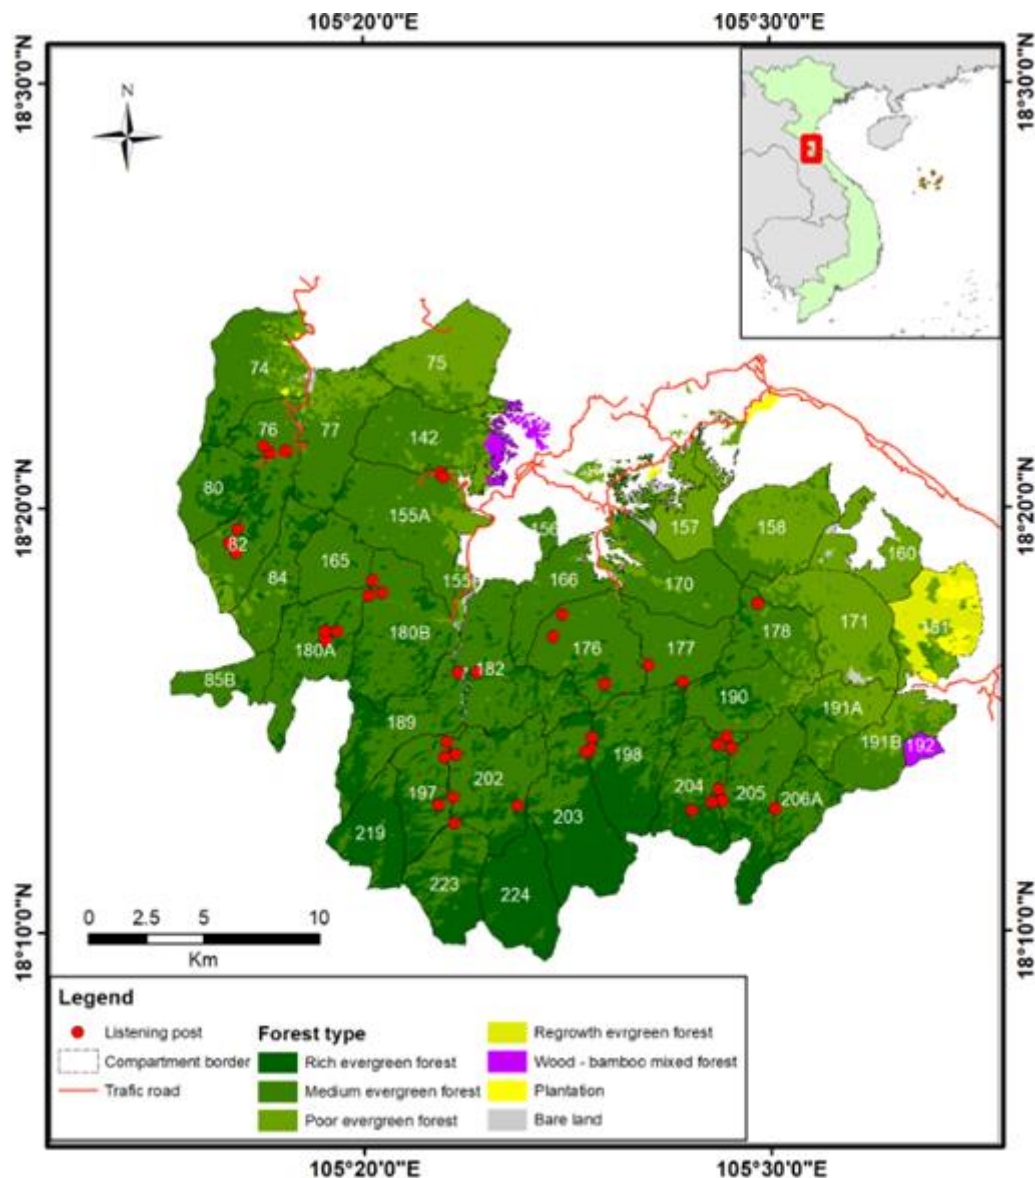 105°20'0"E 105°30'0"E
18°30'0"N
18°30'0"N
N
74
75
76
77
142
80
18°20'0"N
18°20'0"N
155A
156
157
158
82
160
84
165
166
170
155
161
171
180A
180B
176
177
178
182
85B
190
189
191A
191B
192
198
197
202
204
205
206A
203
219
223
224
0 2.5 5 10
Km
18°10'0"N
18°10'0"N
Legend
Listening post
Compartment border
Trafic road
Forest type
Rich evergreen forest
Medium evergreen forest
Poor evergreen forest
Regrowth evrgreen forest
Wood - bamboo mixed forest
Plantation
Bare land
105°20'0"E 105°30'0"E